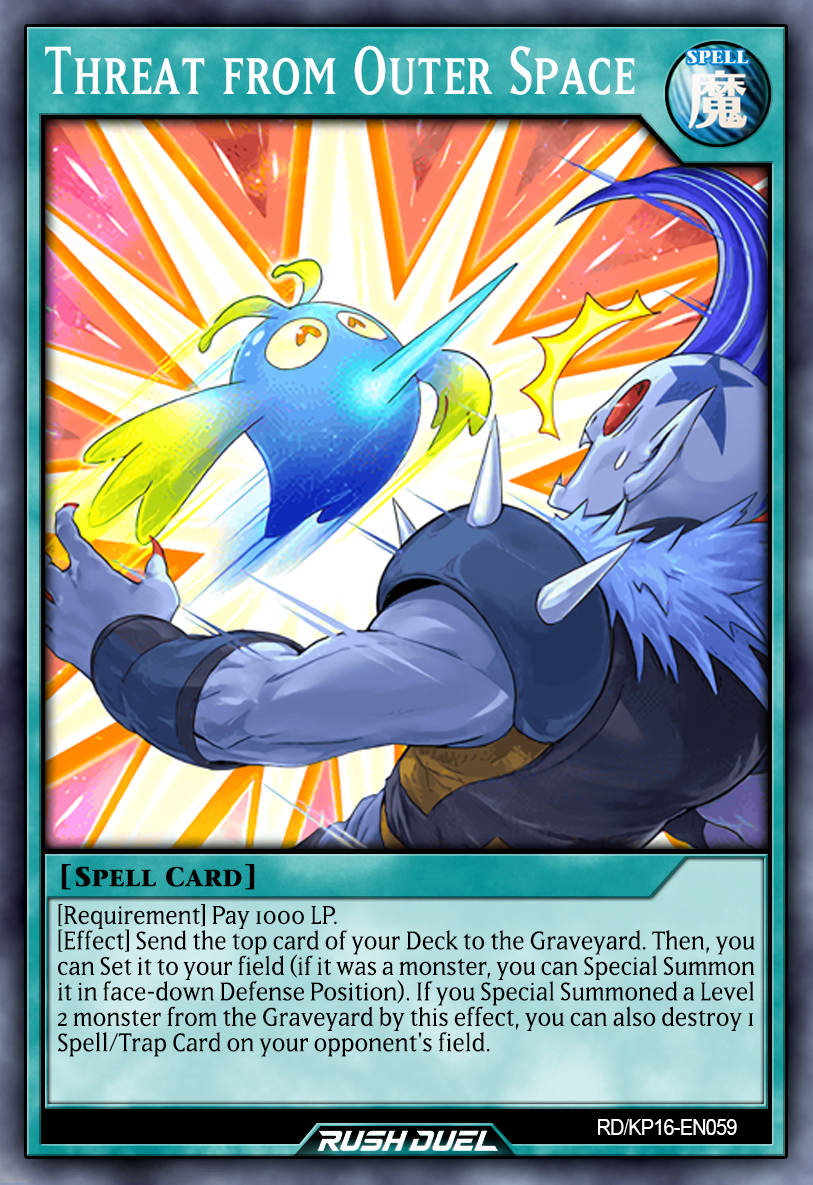 Threat from Outer Space
SPELL
魔
[Spell Card]
[Requirement] Pay 1000 LP.
[Effect] Send the top card of your Deck to the Graveyard. Then, you
can Set it to your field (if it was a monster, you can Special Summon
it in face-down Defense Position). If you Special Summoned a Level
2 monster from the Graveyard by this effect, you can also destroy 1
Spell/Trap Card on your opponent's field.
RD/KP16-EN059
RUSH DUEL